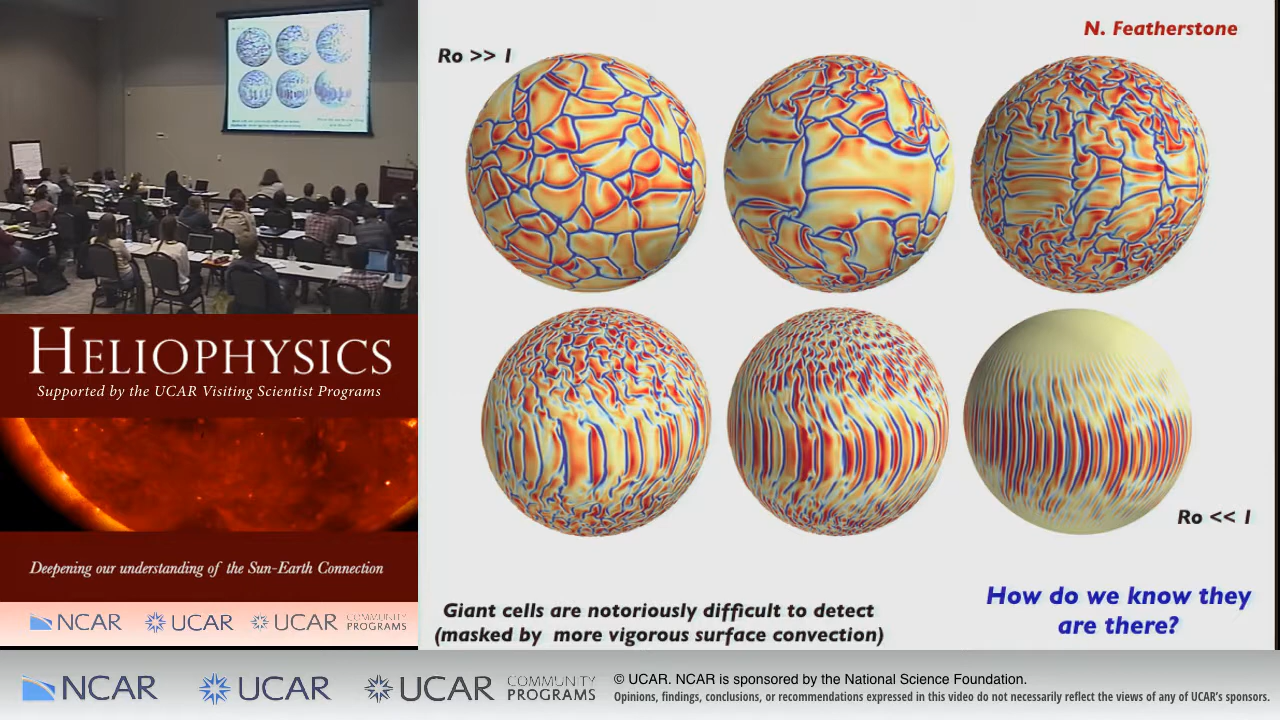 N. Featherstone
Ro >> 1
Ro << 1
Giant cells are notoriously difficult to detect
(masked by more vigorous surface convection)
How do we know they
are there?
HELIOPHYSICS
Supported by the UCAR Visiting Scientist Programs
Deepening our understanding of the Sun-Earth Connection
NCAR UCAR UCAR COMMUNITY
PROGRAMS
NCAR UCAR UCAR COMMUNITY
PROGRAMS
© UCAR. NCAR is sponsored by the National Science Foundation.
Opinions, findings, conclusions, or recommendations expressed in this video do not necessarily reflect the views of any of UCAR's sponsors.